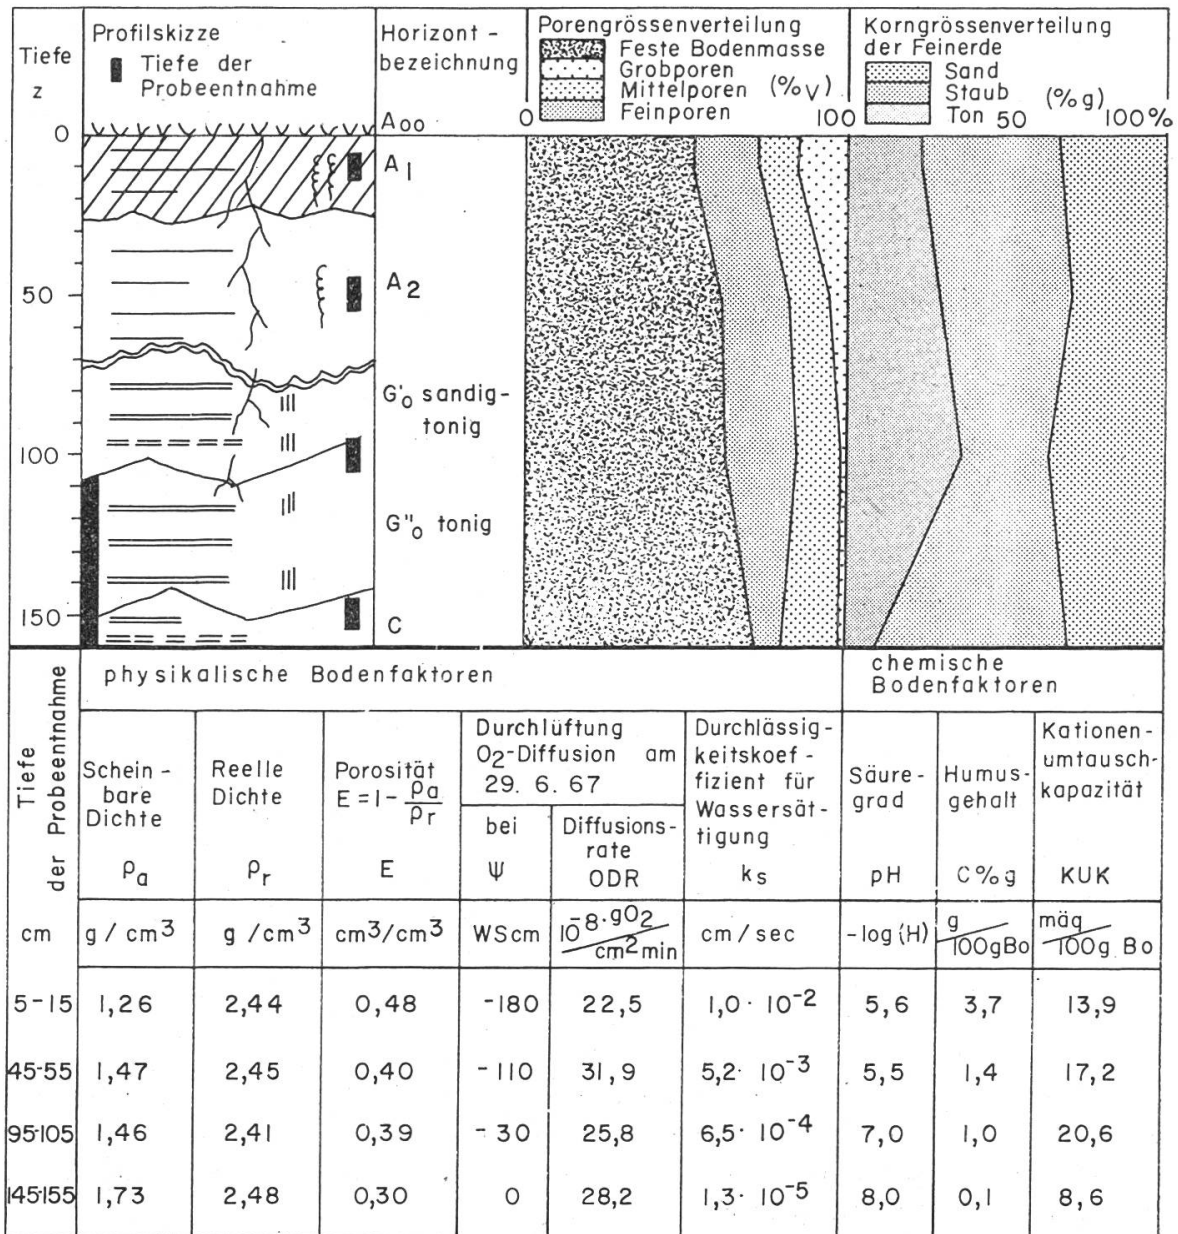 Tiefe
z
Profilskizze
Tiefe der
Probeentnahme
Horizont-
bezeichnung
A₀₀
Porengrössenverteilung
Feste Bodenmasse
Grobporen
Mittelporen (%v)
Feinporen
0 100
Korngrössenverteilung
der Feinerde
Sand
Staub (%g)
Ton 50 100%
0
50
100
150
A₁
A₂
G'₀ sandig-
tonig
G"₀ tonig
C
Tiefe
der Probeentnahme
physikalische Bodenfaktoren
chemische
Bodenfaktoren
Schein-
bare
Dichte
ρₐ
Reelle
Dichte
ρᵣ
Porosität
E = 1 - ρₐ/ρᵣ
E
Durchlüftung
O₂-Diffusion am
29. 6. 67
bei
Ψ
Diffusions-
rate
ODR
Durchlässig-
keitskoef-
fizient für
Wassersät-
tigung
kₛ
Säure-
grad
pH
Humus-
gehalt
C%g
Kationen-
umtausch-
kapazität
KUK
cm g/cm³ g/cm³ cm³/cm³ WScm 10⁻⁸·gO₂/cm²min cm/sec -log(H) g/100gBo mäq/100g Bo
5-15 1,26 2,44 0,48 -180 22,5 1,0·10⁻² 5,6 3,7 13,9
45-55 1,47 2,45 0,40 -110 31,9 5,2·10⁻³ 5,5 1,4 17,2
95-105 1,46 2,41 0,39 -30 25,8 6,5·10⁻⁴ 7,0 1,0 20,6
145-155 1,73 2,48 0,30 0 28,2 1,3·10⁻⁵ 8,0 0,1 8,6